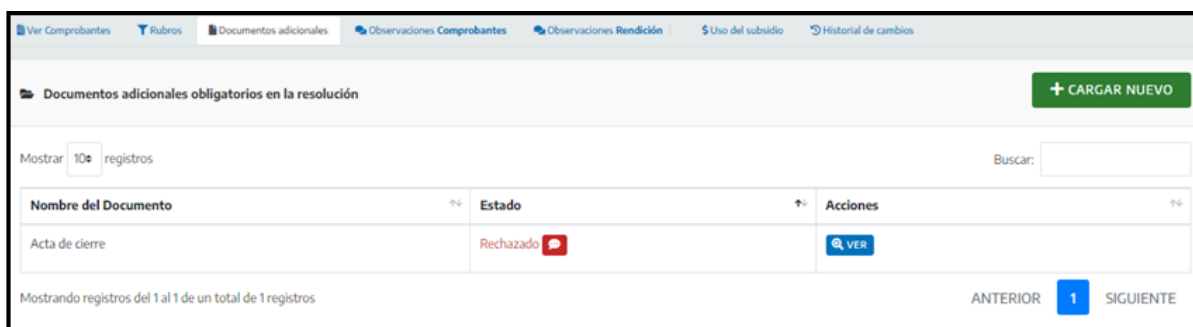 Ver Comprobantes Rubros Documentos adicionales Observaciones Comprobantes Observaciones Rendición $ Uso del subsidio Historial de cambios
Documentos adicionales obligatorios en la resolución + CARGAR NUEVO
Mostrar 10 registros Buscar:
Nombre del Documento Estado Acciones
Acta de cierre Rechazado VER
Mostrando registros del 1 al 1 de un total de 1 registros ANTERIOR 1 SIGUIENTE